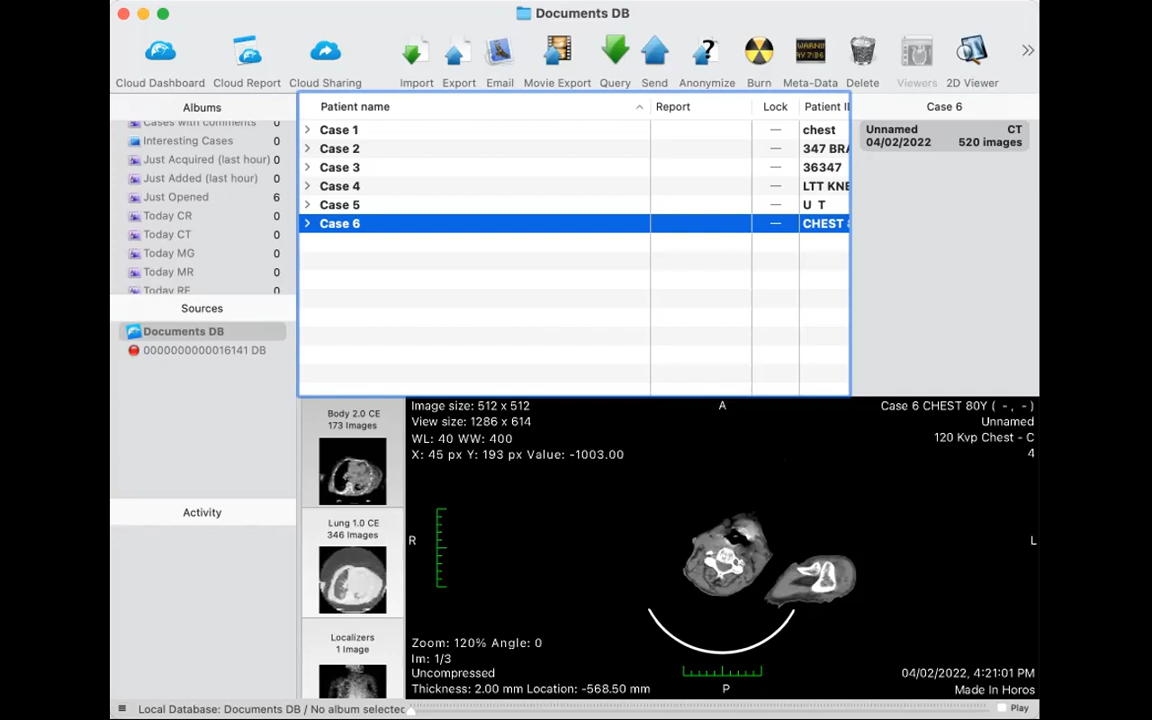 Documents DB
Cloud Dashboard Cloud Report Cloud Sharing Import Export Email Movie Export Query Send Anonymize Burn Meta-Data Delete Viewers 2D Viewer
WARNING
Albums
Cases with comments 0
Interesting Cases 0
Just Acquired (last hour) 0
Just Added (last hour) 0
Just Opened 6
Today CR 0
Today CT 0
Today MG 0
Today MR 0
Today RF 0
Sources
Documents DB
0000000000016141 DB
Activity
Patient name Report Lock Patient ID
Case 1 — chest
Case 2 — 347 BRA
Case 3 — 36347
Case 4 — LTT KNE
Case 5 — U T
Case 6 — CHEST 8
Case 6
Unnamed CT
04/02/2022 520 images
Body 2.0 CE
173 Images
Lung 1.0 CE
346 Images
Localizers
1 Image
Image size: 512 x 512
View size: 1286 x 614
WL: 40 WW: 400
X: 45 px Y: 193 px Value: -1003.00
A
Case 6 CHEST 80Y ( - , - )
Unnamed
120 Kvp Chest - C
4
R
L
Zoom: 120% Angle: 0
Im: 1/3
Uncompressed
Thickness: 2.00 mm Location: -568.50 mm
P
04/02/2022, 4:21:01 PM
Made In Horos
Local Database: Documents DB / No album selected
Play